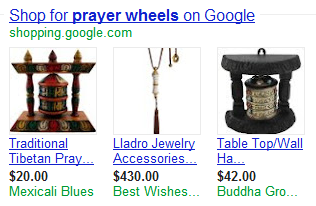 Shop for prayer wheels on Google
shopping.google.com
Traditional Lladro Jewelry Table Top/Wall
Tibetan Pray... Accessories... Ha...
$20.00 $430.00 $42.00
Mexicali Blues Best Wishes... Buddha Gro...